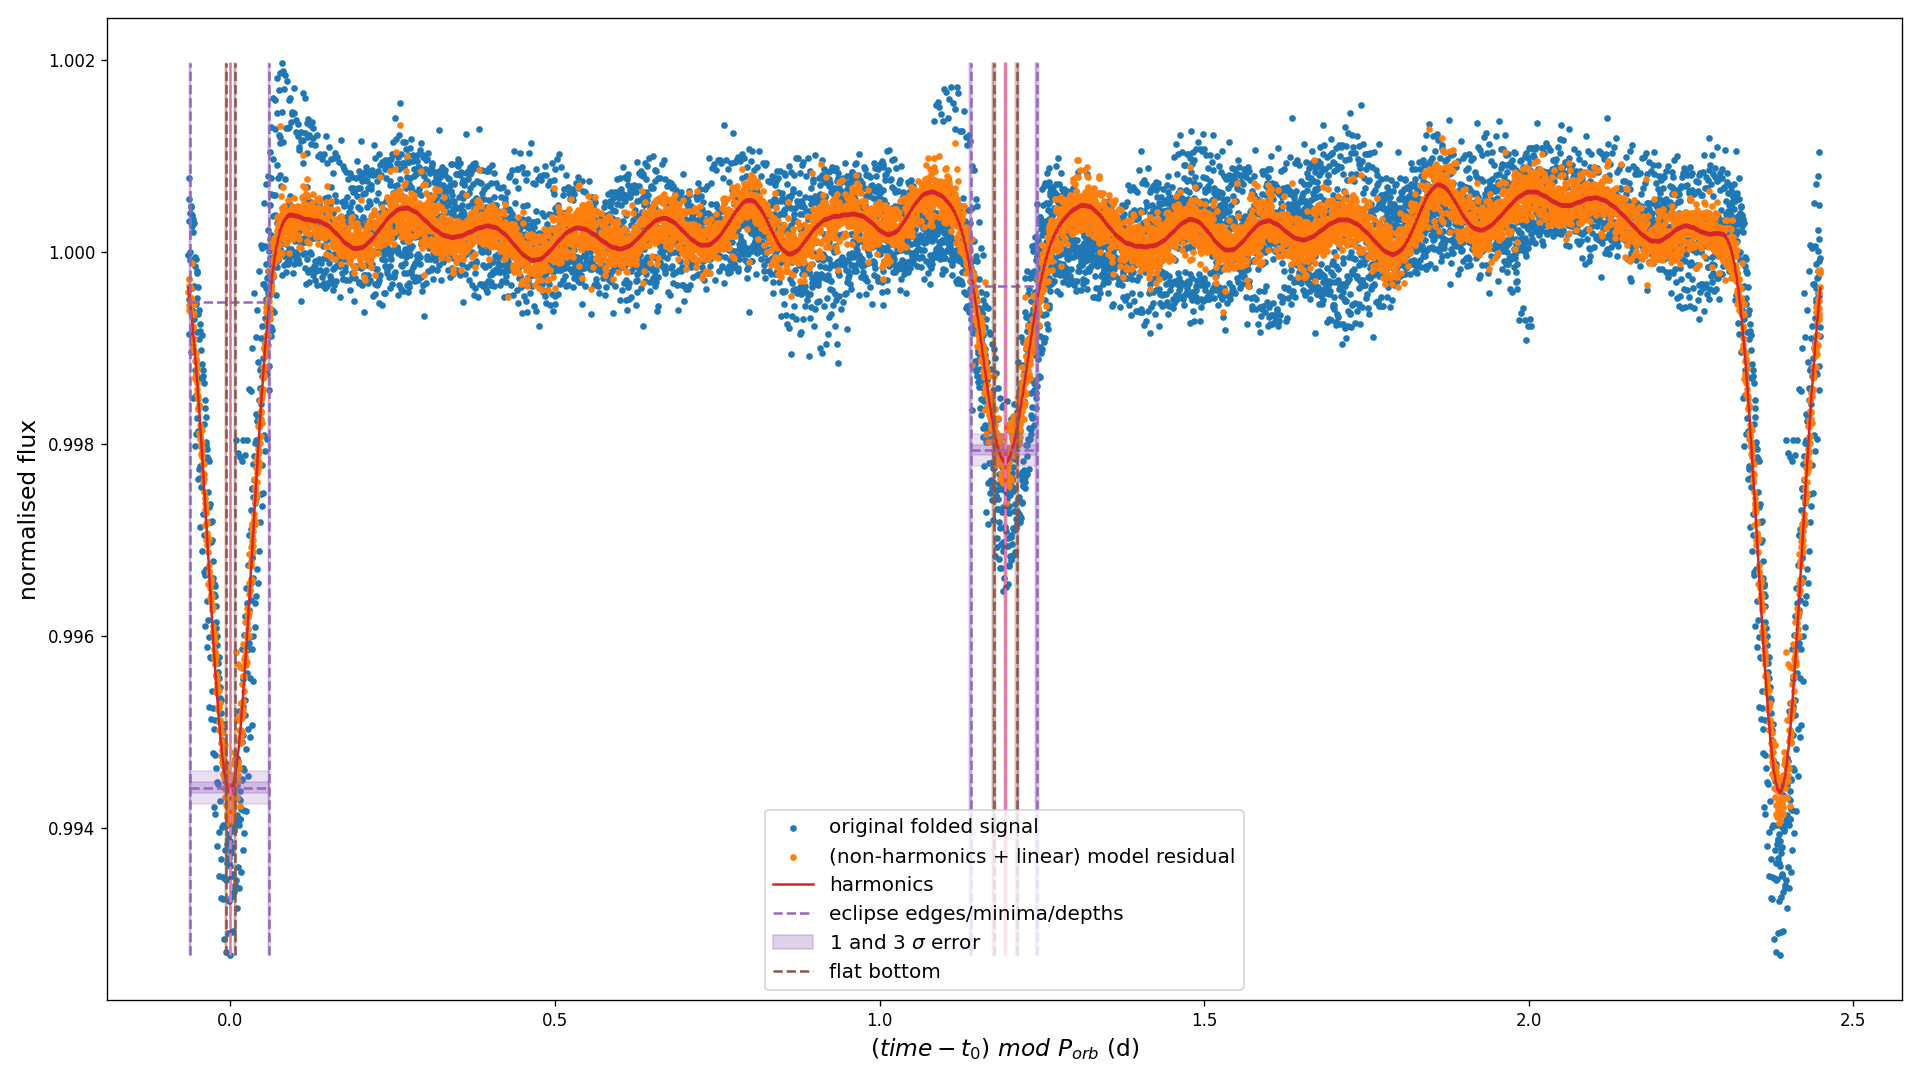 normalised flux
1.002
1.000
0.998
0.996
0.994
original folded signal
(non-harmonics + linear) model residual
harmonics
eclipse edges/minima/depths
1 and 3 σ error
flat bottom
0.0 0.5 1.0 1.5 2.0 2.5
(time − t₀) mod P_orb (d)